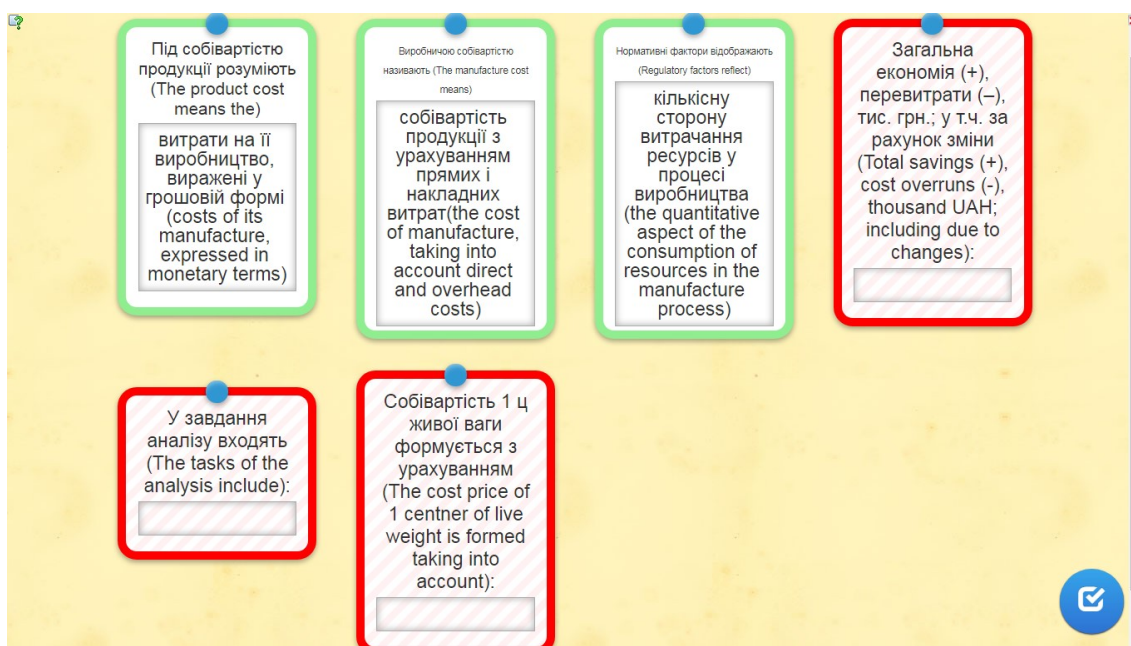 Під собівартістю
продукції розуміють
(The product cost
means the)
витрати на її
виробництво,
виражені у
грошовій формі
(costs of its
manufacture,
expressed in
monetary terms)
Виробничою собівартістю
називають (The manufacture cost
means)
собівартість
продукції з
урахуванням
прямих і
накладних
витрат(the cost
of manufacture,
taking into
account direct
and overhead
costs)
Нормативні фактори відображають
(Regulatory factors reflect)
кількісну
сторону
витрачання
ресурсів у
процесі
виробництва
(the quantitative
aspect of the
consumption of
resources in the
manufacture
process)
Загальна
економія (+),
перевитрати (–),
тис. грн.; у т.ч. за
рахунок зміни
(Total savings (+),
cost overruns (-),
thousand UAH;
including due to
changes):
У завдання
аналізу входять
(The tasks of the
analysis include):
Собівартість 1 ц
живої ваги
формується з
урахуванням
(The cost price of
1 centner of live
weight is formed
taking into
account):